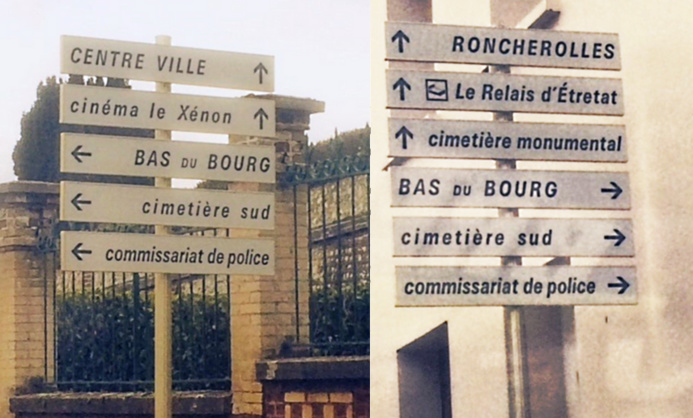 CENTRE VILLE
cinéma le Xénon
BAS DU BOURG
cimetière sud
commissariat de police
RONCHEROLLES
Le Relais d'Étretat
cimetière monumental
BAS DU BOURG
cimetière sud
commissariat de police